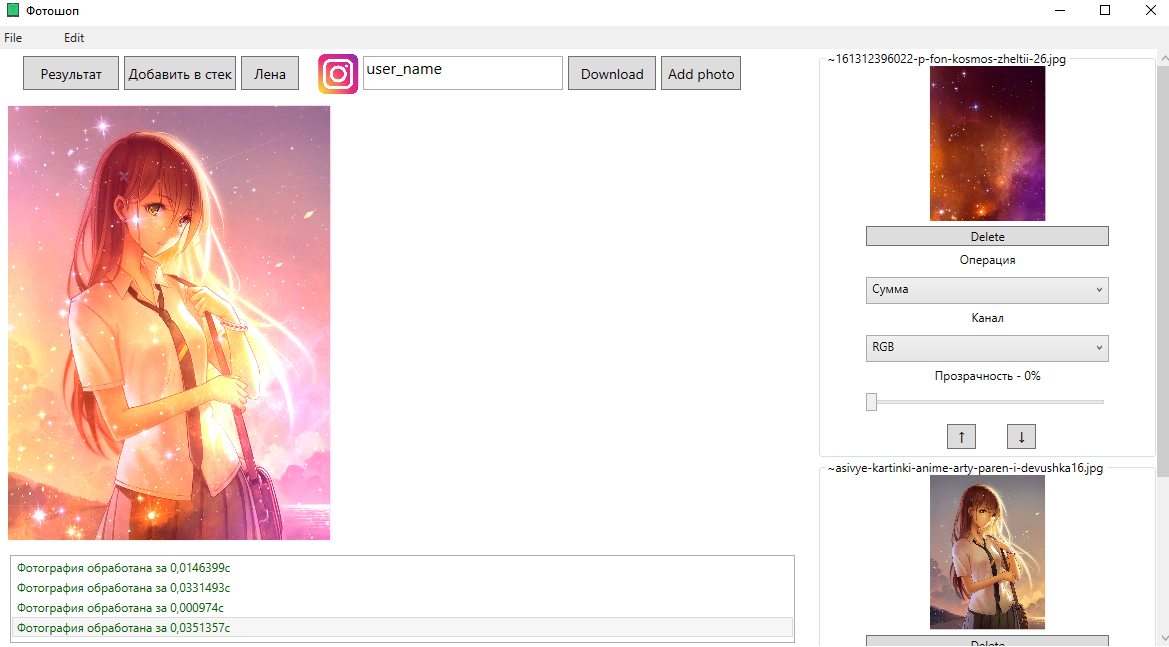 Фотошоп
File Edit
Результат Добавить в стек Лена user_name Download Add photo
~161312396022-p-fon-kosmos-zheltii-26.jpg
Delete
Операция
Сумма
Канал
RGB
Прозрачность - 0%
↑ ↓
~asivye-kartinki-anime-arty-paren-i-devushka16.jpg
Delete
Фотография обработана за 0,0146399с
Фотография обработана за 0,0331493с
Фотография обработана за 0,000974с
Фотография обработана за 0,0351357с